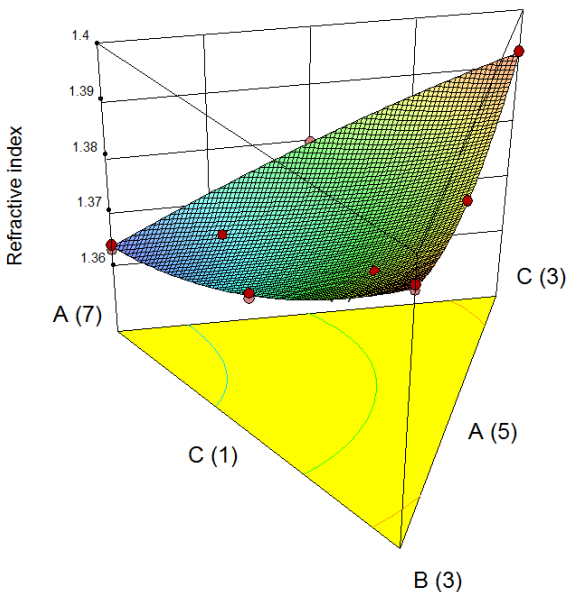 1.4
1.39
1.38
1.37
1.36
Refractive index
A (7)
C (3)
C (1)
A (5)
B (3)